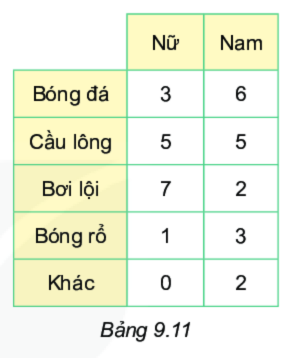 Nữ Nam
Bóng đá 3 6
Cầu lông 5 5
Bơi lội 7 2
Bóng rổ 1 3
Khác 0 2
Bảng 9.11